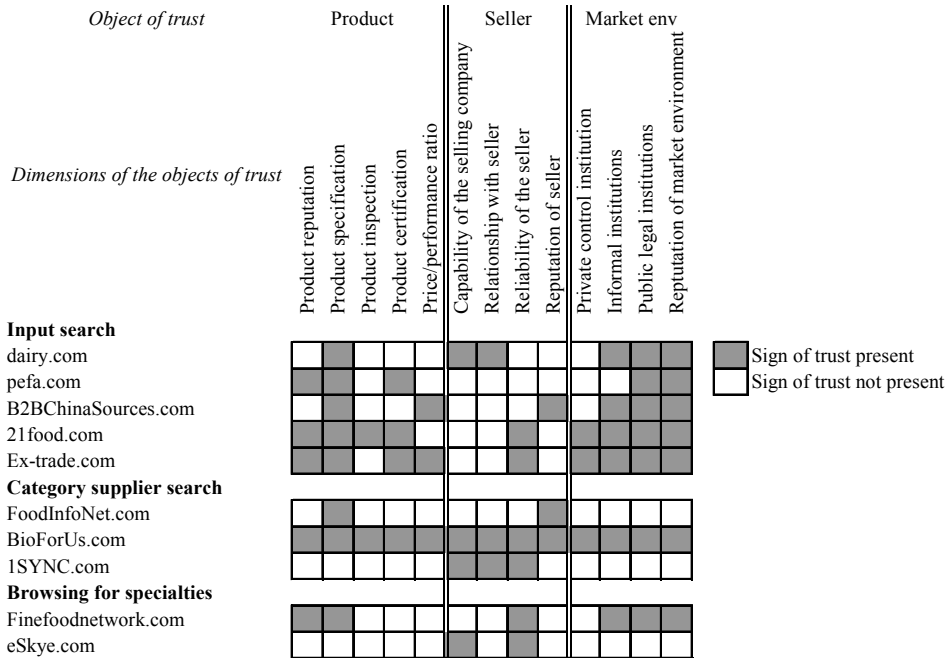 Object of trust Product Seller Market env
Dimensions of the objects of trust
Product reputation
Product specification
Product inspection
Product certification
Price/performance ratio
Capability of the selling company
Relationship with seller
Reliability of the seller
Reputation of seller
Private control institution
Informal institutions
Public legal institutions
Reptutation of market environment
Input search
dairy.com
Sign of trust present
pefa.com
Sign of trust not present
B2BChinaSources.com
21food.com
Ex-trade.com
Category supplier search
FoodInfoNet.com
BioForUs.com
1SYNC.com
Browsing for specialties
Finefoodnetwork.com
eSkye.com